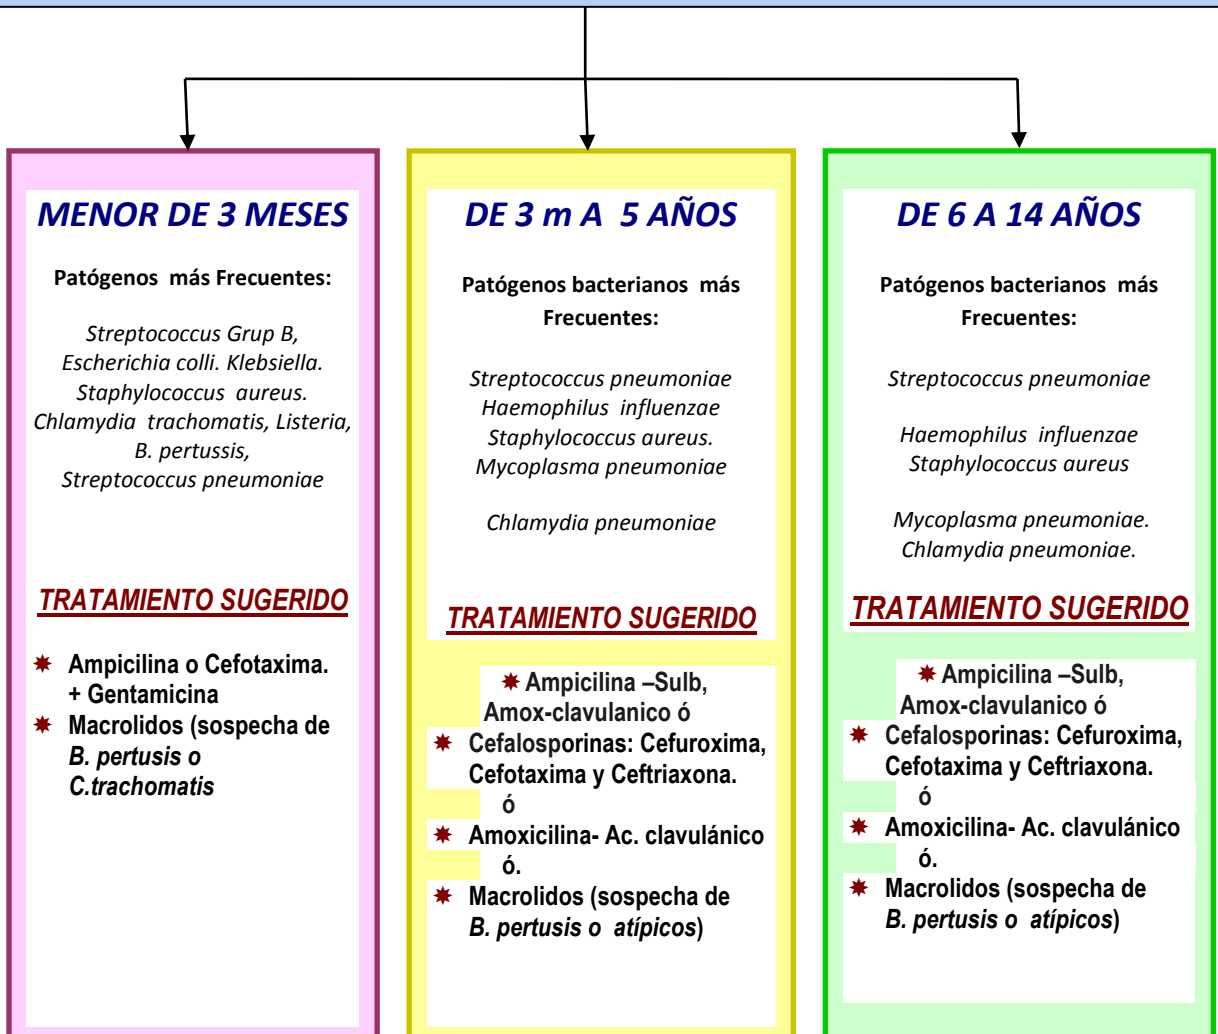 MENOR DE 3 MESES
Patógenos más Frecuentes:
Streptococcus Grup B,
Escherichia colli. Klebsiella.
Staphylococcus aureus.
Chlamydia trachomatis, Listeria,
B. pertussis,
Streptococcus pneumoniae
TRATAMIENTO SUGERIDO
Ampicilina o Cefotaxima.
+ Gentamicina
Macrolidos (sospecha de
B. pertusis o
C.trachomatis
DE 3 m A 5 AÑOS
Patógenos bacterianos más
Frecuentes:
Streptococcus pneumoniae
Haemophilus influenzae
Staphylococcus aureus.
Mycoplasma pneumoniae
Chlamydia pneumoniae
TRATAMIENTO SUGERIDO
Ampicilina –Sulb,
Amox-clavulanico ó
Cefalosporinas: Cefuroxima,
Cefotaxima y Ceftriaxona.
ó
Amoxicilina- Ac. clavulánico
ó.
Macrolidos (sospecha de
B. pertusis o atípicos)
DE 6 A 14 AÑOS
Patógenos bacterianos más
Frecuentes:
Streptococcus pneumoniae
Haemophilus influenzae
Staphylococcus aureus
Mycoplasma pneumoniae.
Chlamydia pneumoniae.
TRATAMIENTO SUGERIDO
Ampicilina –Sulb,
Amox-clavulanico ó
Cefalosporinas: Cefuroxima,
Cefotaxima y Ceftriaxona.
ó
Amoxicilina- Ac. clavulánico
ó.
Macrolidos (sospecha de
B. pertusis o atípicos)